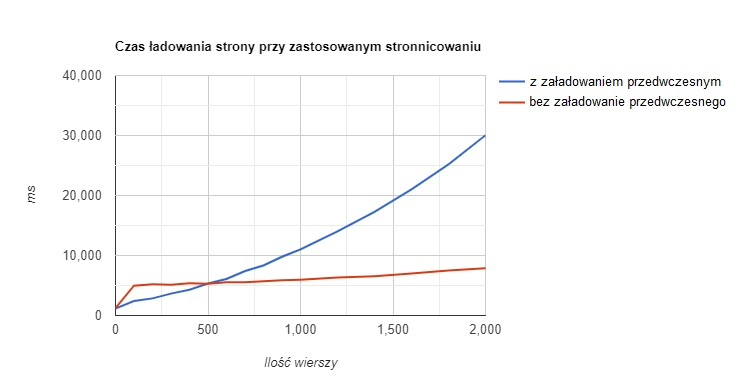 Czas ładowania strony przy zastosowanym stronnicowaniu
40,000
30,000
20,000
10,000
0
ms
0
500
1,000
1,500
2,000
Ilość wierszy
z załadowaniem przedwczesnym
bez załadowanie przedwczesnego